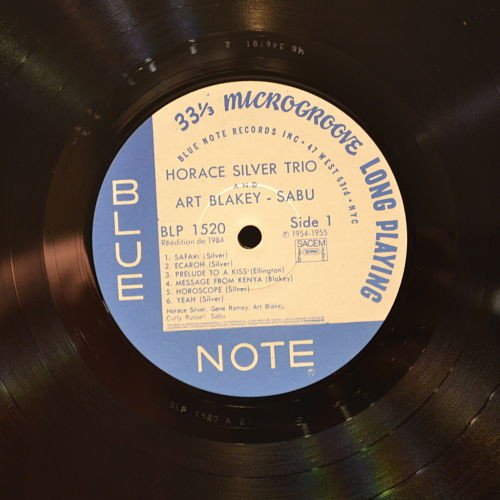 33⅓ MICROGROOVE LONG PLAYING
BLUE NOTE RECORDS INC • 47 WEST 63rd • NYC
HORACE SILVER TRIO
AND
ART BLAKEY - SABU
BLP 1520
Side 1
Réédition de 1984
℗ 1954-1955
SACEM
1. SAFARI (Silver)
2. ECAROH (Silver)
3. PRELUDE TO A KISS (Ellington)
4. MESSAGE FROM KENYA (Blakey)
5. HOROSCOPE (Silver)
6. YEAH (Silver)
Horace Silver, Gene Ramey, Art Blakey,
Curly Russell, Sabu
BLUE
NOTE
BLP 1520 A